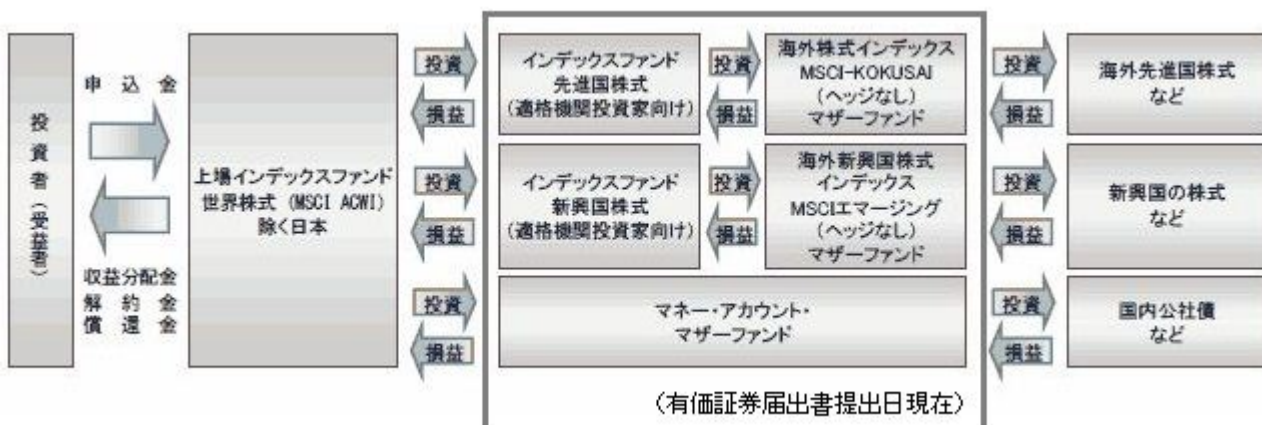 投資者（受益者）
申込金
収益分配金
解約金
償還金
上場インデックスファンド
世界株式（MSCI ACWI）
除く日本
投資
損益
投資
損益
投資
損益
インデックスファンド
先進国株式
（適格機関投資家向け）
投資
損益
海外株式インデックス
MSCI-KOKUSAI
（ヘッジなし）
マザーファンド
インデックスファンド
新興国株式
（適格機関投資家向け）
投資
損益
海外新興国株式
インデックス
MSCIエマージング
（ヘッジなし）
マザーファンド
マネー・アカウント・
マザーファンド
（有価証券届出書提出日現在）
投資
損益
海外先進国株式
など
投資
損益
新興国の株式
など
投資
損益
国内公社債
など